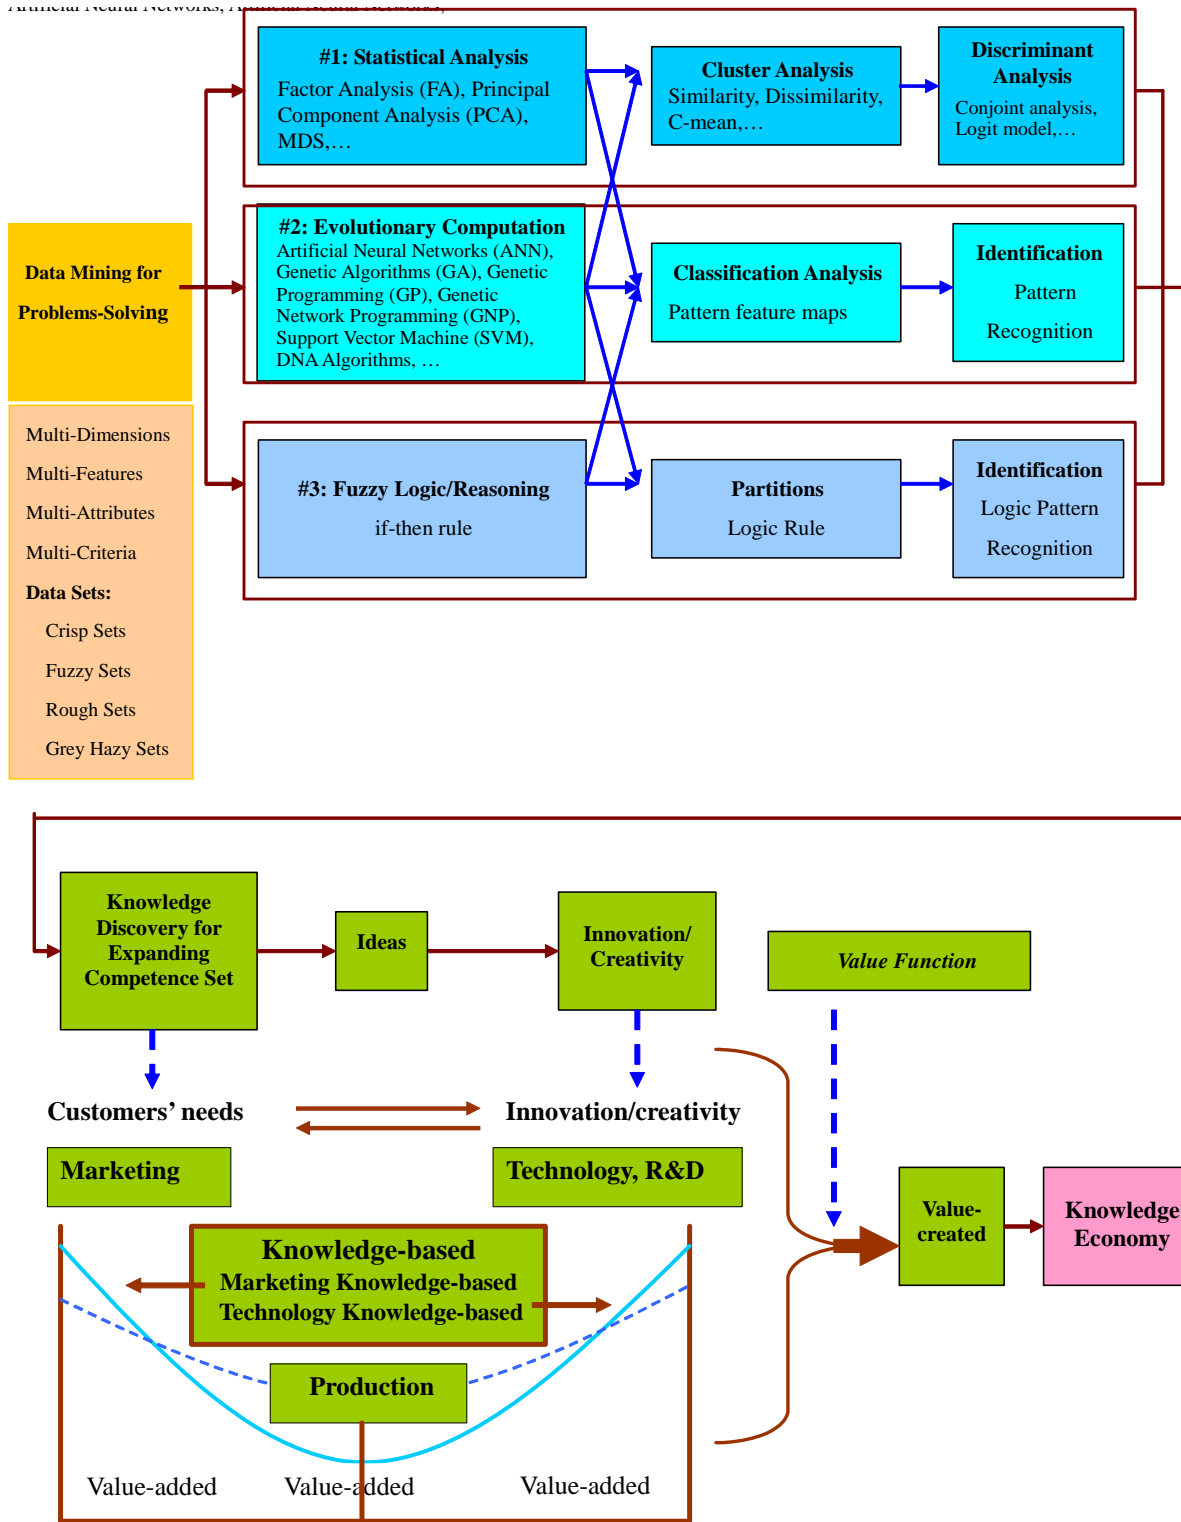 Artificial Neural Networks, Artificial Neural Networks,
#1: Statistical Analysis
Factor Analysis (FA), Principal
Component Analysis (PCA),
MDS,…
Cluster Analysis
Similarity, Dissimilarity,
C-mean,…
Discriminant
Analysis
Conjoint analysis,
Logit model,…
Data Mining for
Problems-Solving
#2: Evolutionary Computation
Artificial Neural Networks (ANN),
Genetic Algorithms (GA), Genetic
Programming (GP), Genetic
Network Programming (GNP),
Support Vector Machine (SVM),
DNA Algorithms, …
Classification Analysis
Pattern feature maps
Identification
Pattern
Recognition
Multi-Dimensions
Multi-Features
Multi-Attributes
Multi-Criteria
Data Sets:
Crisp Sets
Fuzzy Sets
Rough Sets
Grey Hazy Sets
#3: Fuzzy Logic/Reasoning
if-then rule
Partitions
Logic Rule
Identification
Logic Pattern
Recognition
Knowledge
Discovery for
Expanding
Competence Set
Ideas
Innovation/
Creativity
Value Function
Customers’ needs
Innovation/creativity
Marketing
Technology, R&D
Knowledge-based
Marketing Knowledge-based
Technology Knowledge-based
Production
Value-added
Value-added
Value-added
Value-
created
Knowledge
Economy